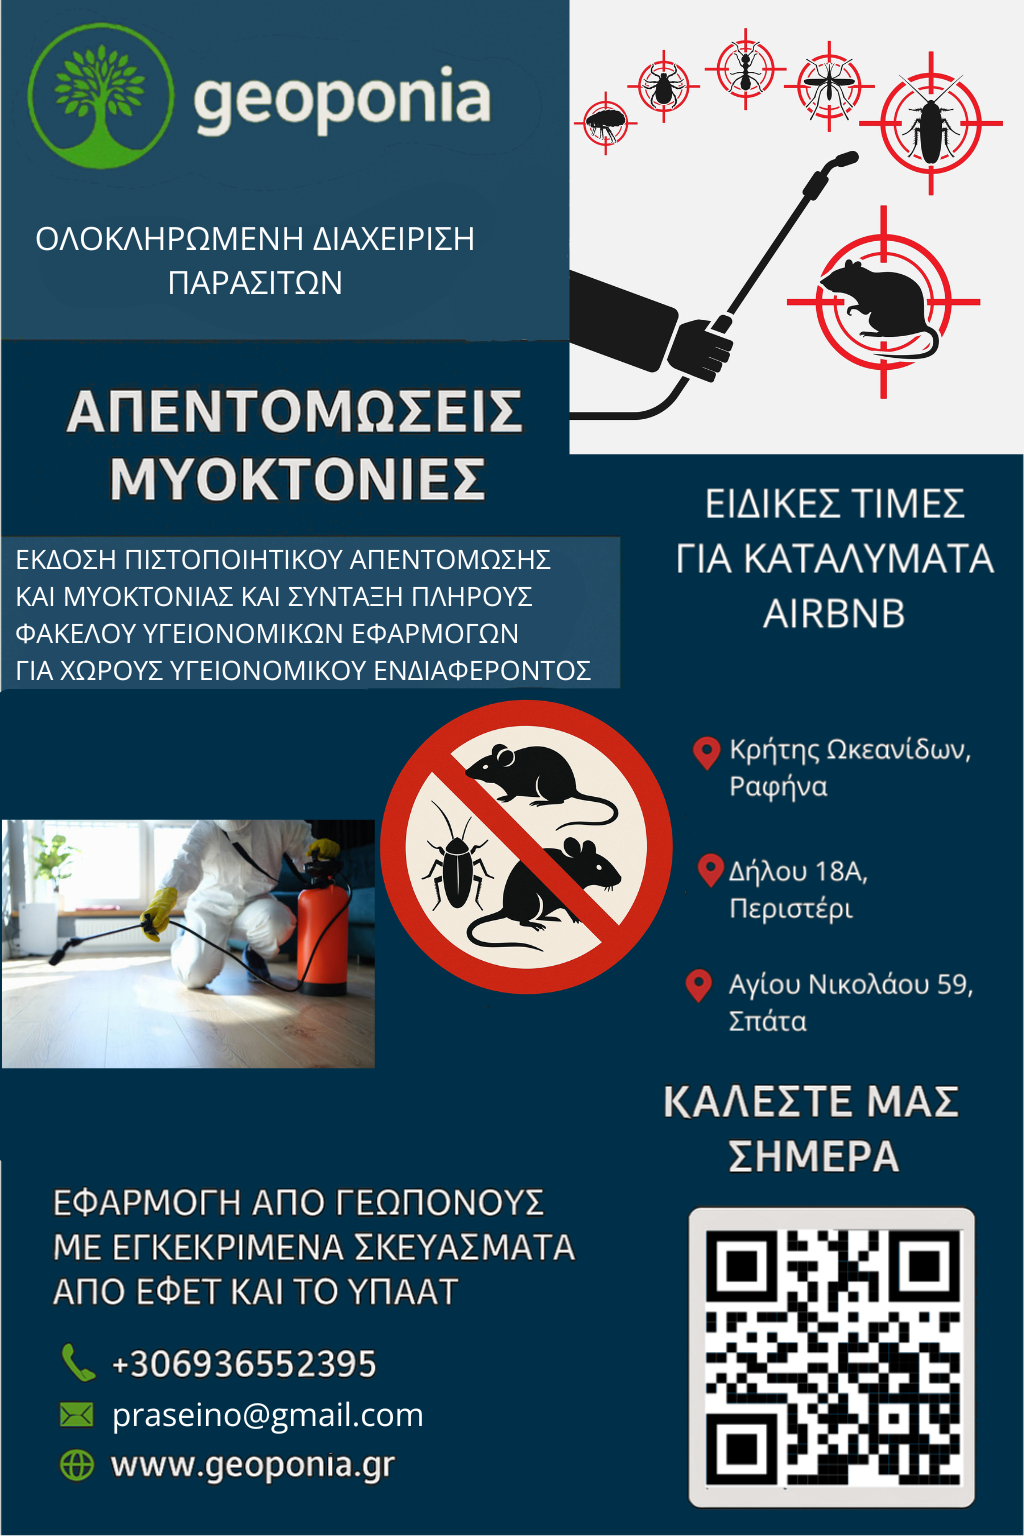 geoponia
ΟΛΟΚΛΗΡΩΜΕΝΗ ΔΙΑΧΕΙΡΙΣΗ
ΠΑΡΑΣΙΤΩΝ
ΑΠΕΝΤΟΜΩΣΕΙΣ
ΜΥΟΚΤΟΝΙΕΣ
ΕΚΔΟΣΗ ΠΙΣΤΟΠΟΙΗΤΙΚΟΥ ΑΠΕΝΤΟΜΩΣΗΣ
ΚΑΙ ΜΥΟΚΤΟΝΙΑΣ ΚΑΙ ΣΥΝΤΑΞΗ ΠΛΗΡΟΥΣ
ΦΑΚΕΛΟΥ ΥΓΕΙΟΝΟΜΙΚΩΝ ΕΦΑΡΜΟΓΩΝ
ΓΙΑ ΧΩΡΟΥΣ ΥΓΕΙΟΝΟΜΙΚΟΥ ΕΝΔΙΑΦΕΡΟΝΤΟΣ
ΕΙΔΙΚΕΣ ΤΙΜΕΣ
ΓΙΑ ΚΑΤΑΛΥΜΑΤΑ
AIRBNB
Κρήτης Ωκεανίδων,
Ραφήνα
Δήλου 18Α,
Περιστέρι
Αγίου Νικολάου 59,
Σπάτα
ΚΑΛΕΣΤΕ ΜΑΣ
ΣΗΜΕΡΑ
ΕΦΑΡΜΟΓΗ ΑΠΟ ΓΕΩΠΟΝΟΥΣ
ΜΕ ΕΓΚΕΚΡΙΜΕΝΑ ΣΚΕΥΑΣΜΑΤΑ
ΑΠΟ ΕΦΕΤ ΚΑΙ ΤΟ ΥΠΑΑΤ
+306936552395
praseino@gmail.com
www.geoponia.gr